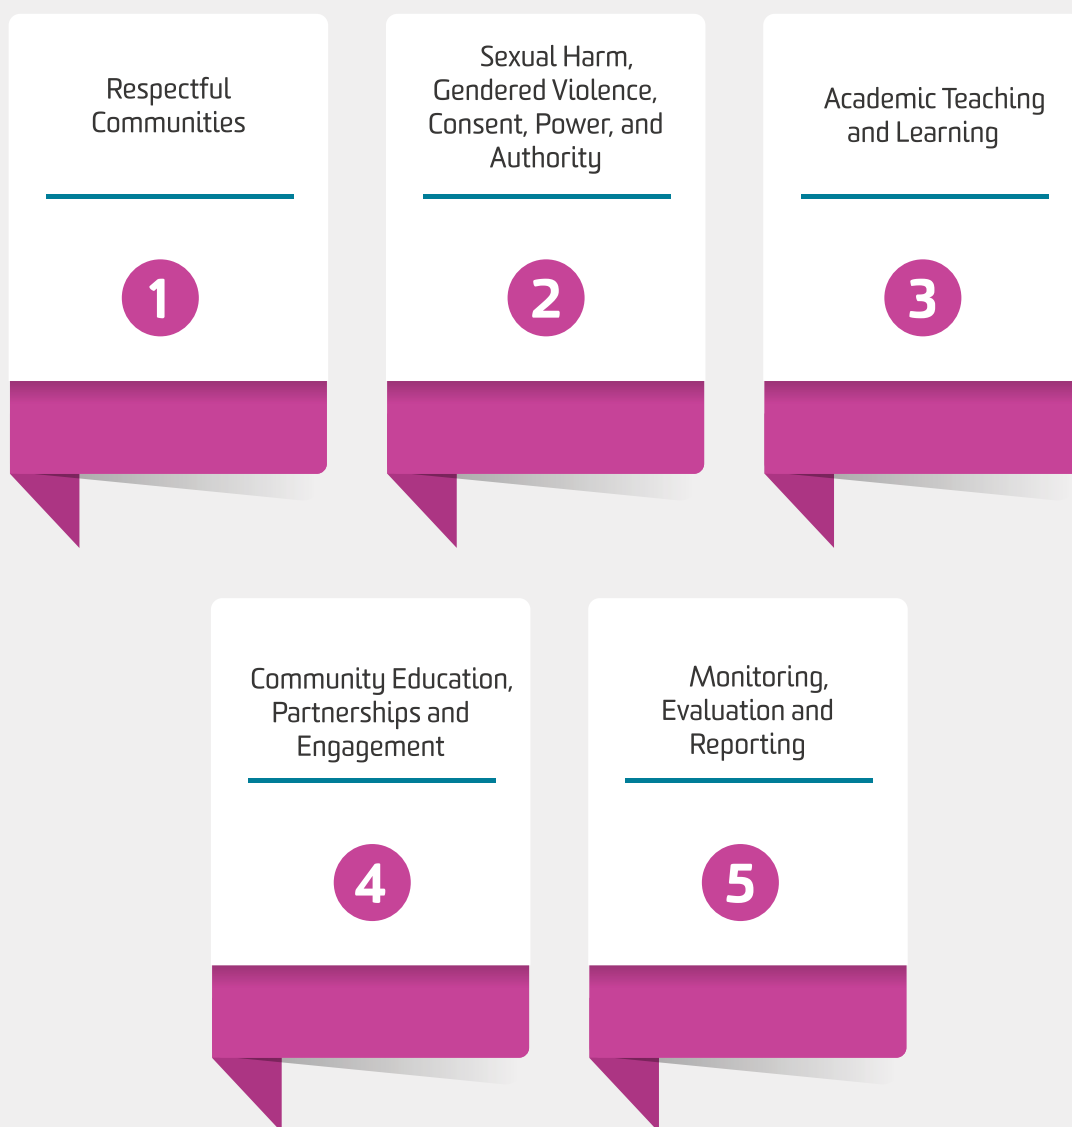 Respectful
Communities
1
Sexual Harm,
Gendered Violence,
Consent, Power, and
Authority
2
Academic Teaching
and Learning
3
Community Education,
Partnerships and
Engagement
4
Monitoring,
Evaluation and
Reporting
5